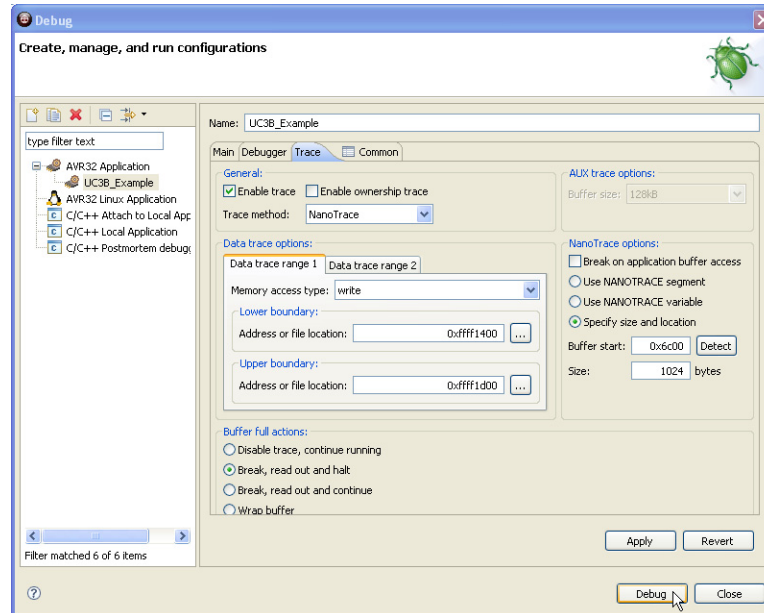 Debug
Create, manage, and run configurations
type filter text
AVR32 Application
UC3B_Example
AVR32 Linux Application
C/C++ Attach to Local App
C/C++ Local Application
C/C++ Postmortem debugg
Filter matched 6 of 6 items
Name: UC3B_Example
Main Debugger Trace Common
General:
Enable trace Enable ownership trace
Trace method: NanoTrace
AUX trace options:
Buffer size: 128kB
Data trace options:
Data trace range 1 Data trace range 2
Memory access type: write
Lower boundary:
Address or file location: 0xffff1400 ...
Upper boundary:
Address or file location: 0xffff1d00 ...
NanoTrace options:
Break on application buffer access
Use NANOTRACE segment
Use NANOTRACE variable
Specify size and location
Buffer start: 0x6c00 Detect
Size: 1024 bytes
Buffer full actions:
Disable trace, continue running
Break, read out and halt
Break, read out and continue
Wrap buffer
Apply Revert
Debug Close